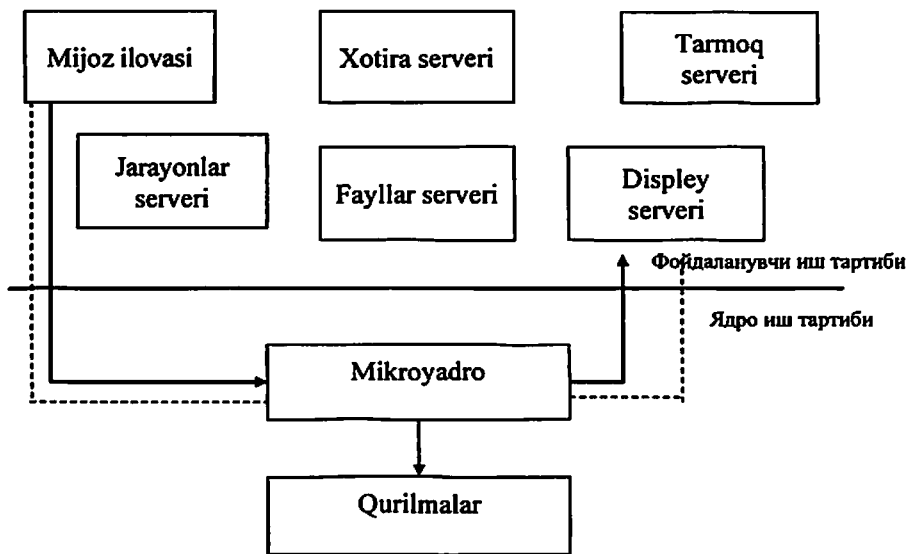 Mijoz ilovasi
Xotira serveri
Tarmoq
serveri
Jarayonlar
serveri
Fayllar serveri
Displey
serveri
Фойдаланувчи иш тартиби
Ядро иш тартиби
Mikroyadro
Qurilmalar